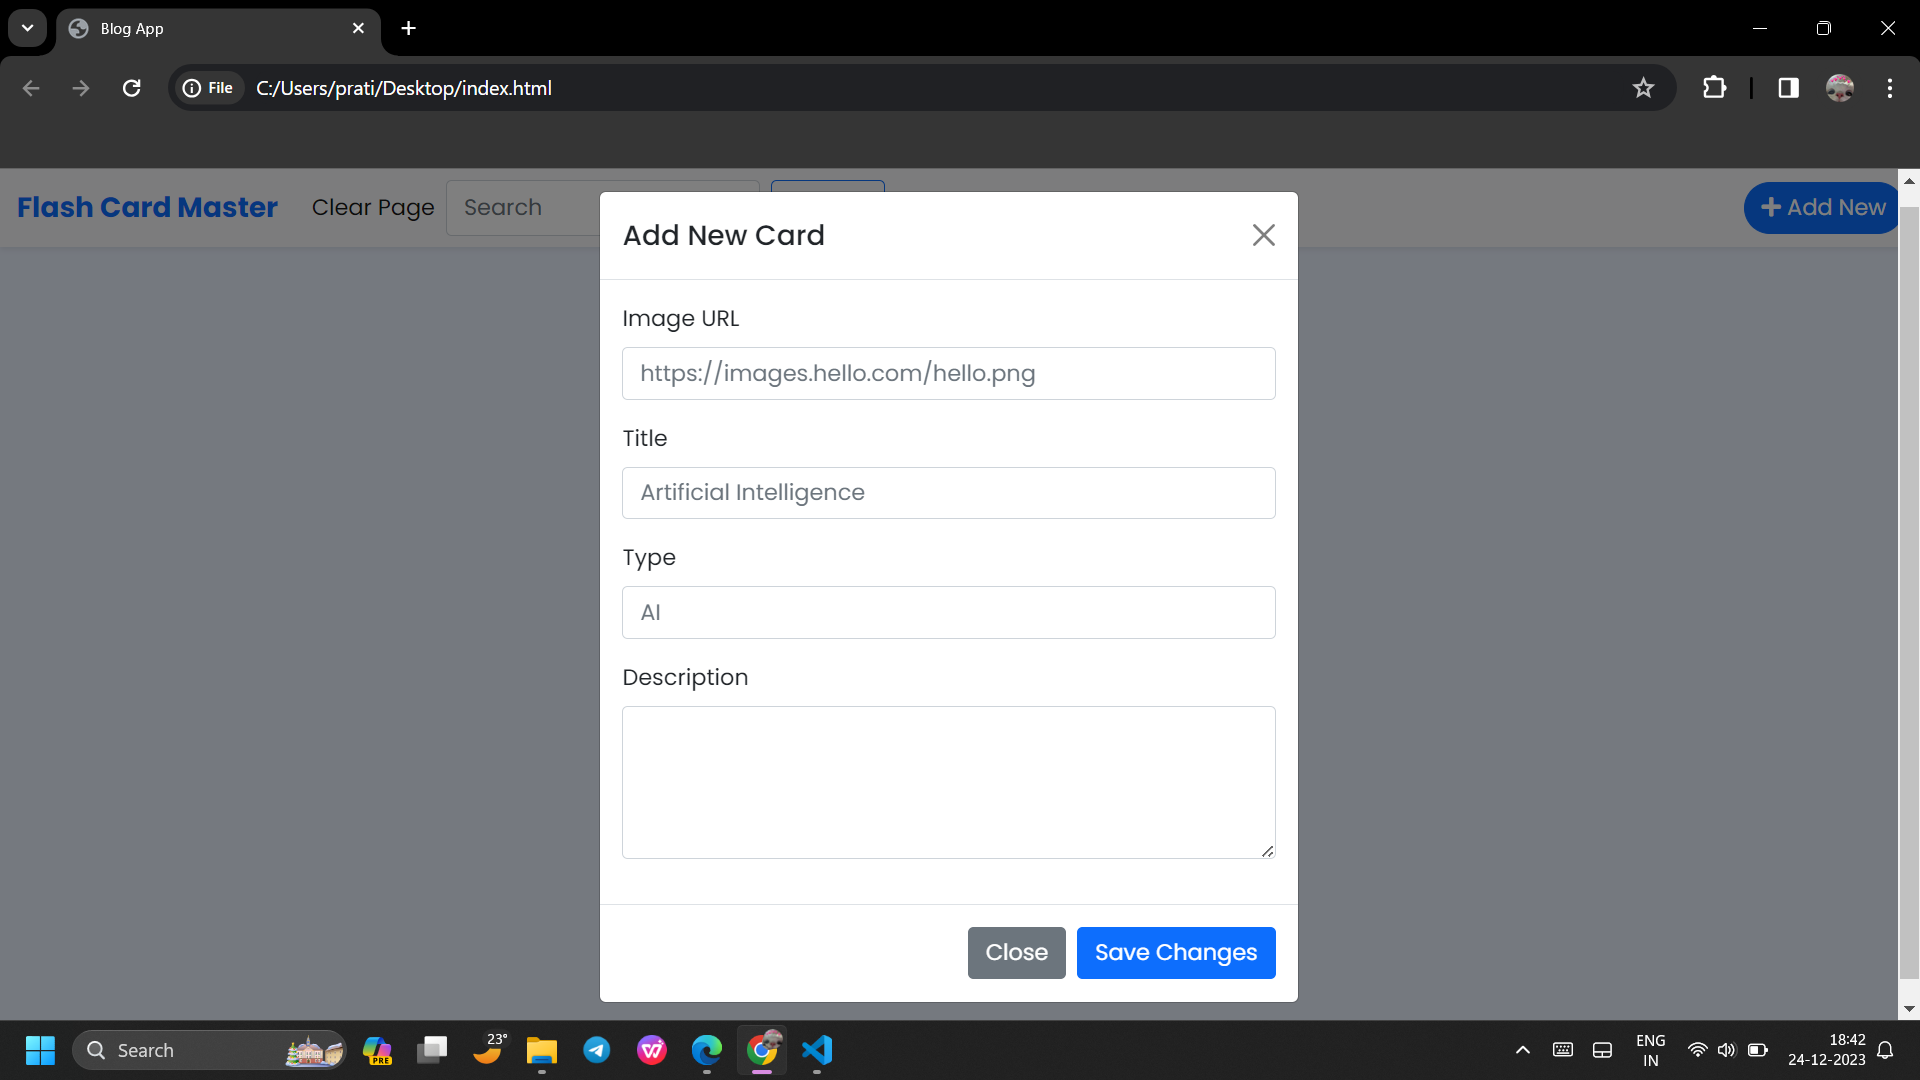 Blog App
File C:/Users/prati/Desktop/index.html
Flash Card Master Clear Page Search + Add New
Add New Card
Image URL
https://images.hello.com/hello.png
Title
Artificial Intelligence
Type
AI
Description
Close Save Changes
Search PRE 23° ENG 18:42
IN 24-12-2023